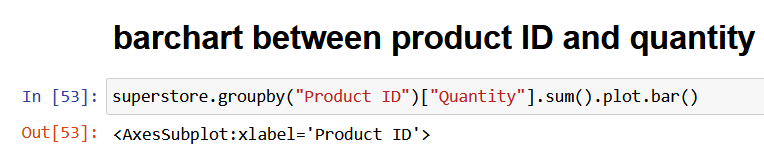 barchart between product ID and quantity
In [53]: superstore.groupby("Product ID")["Quantity"].sum().plot.bar()
Out[53]: <AxesSubplot:xlabel='Product ID'>